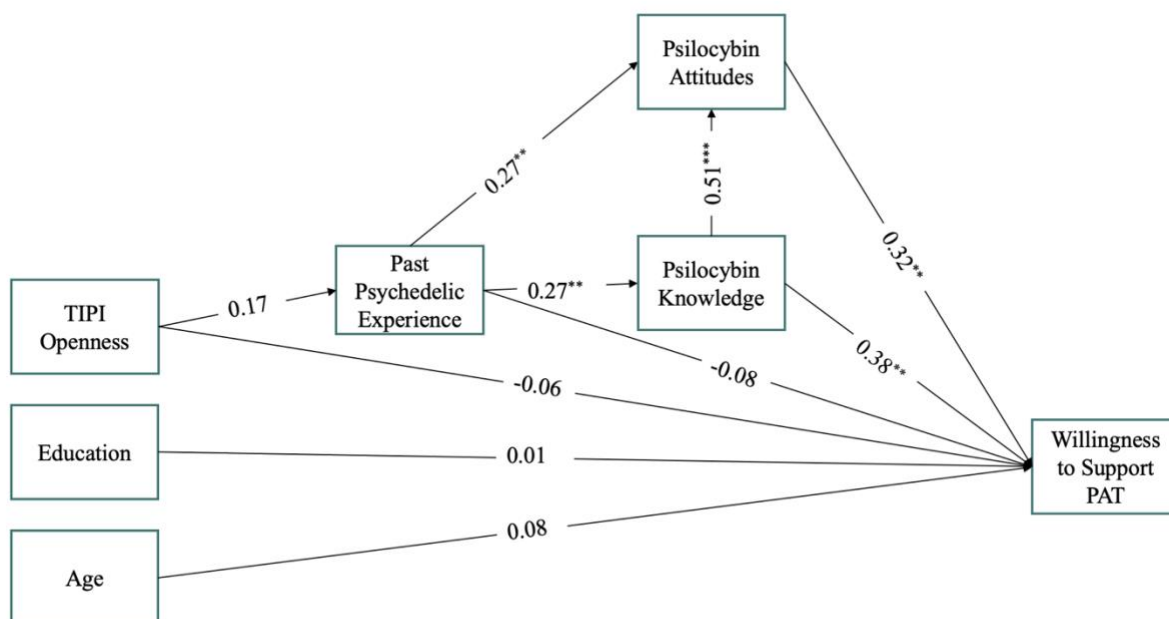 Psilocybin
Attitudes
0.27**
0.51***
Past
Psychedelic
Experience
Psilocybin
Knowledge
0.27**
0.32**
TIPI
Openness
0.17
0.38**
-0.08
-0.06
Education
0.01
Willingness
to Support
PAT
Age
0.08